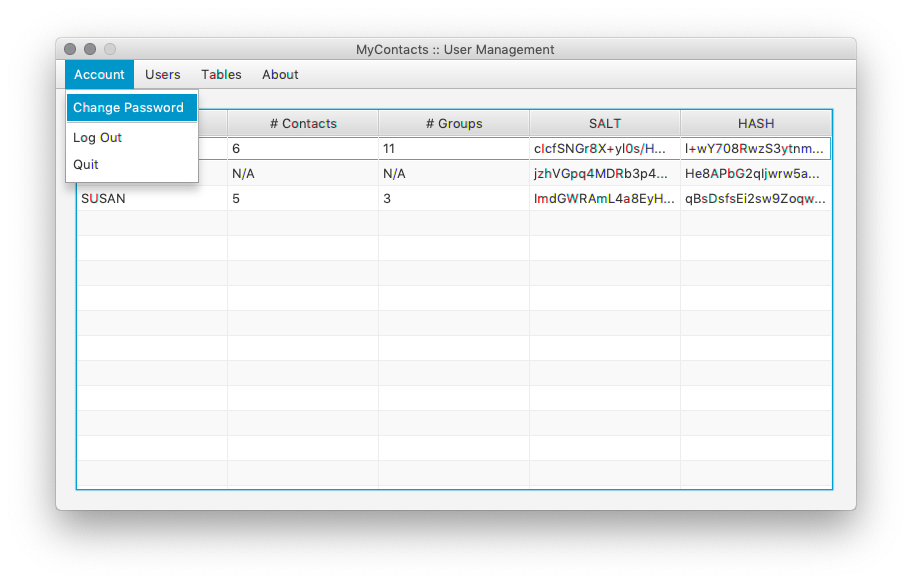 MyContacts :: User Management
Account Users Tables About
Change Password
Log Out
Quit
# Contacts # Groups SALT HASH
6 11 clcfSNGr8X+yl0s/H... l+wY708RwzS3ytnm...
N/A N/A jzhVGpq4MDRb3p4... He8APbG2qljwrw5a...
SUSAN 5 3 lmdGWRAmL4a8EyH... qBsDsfsEi2sw9Zoqw...